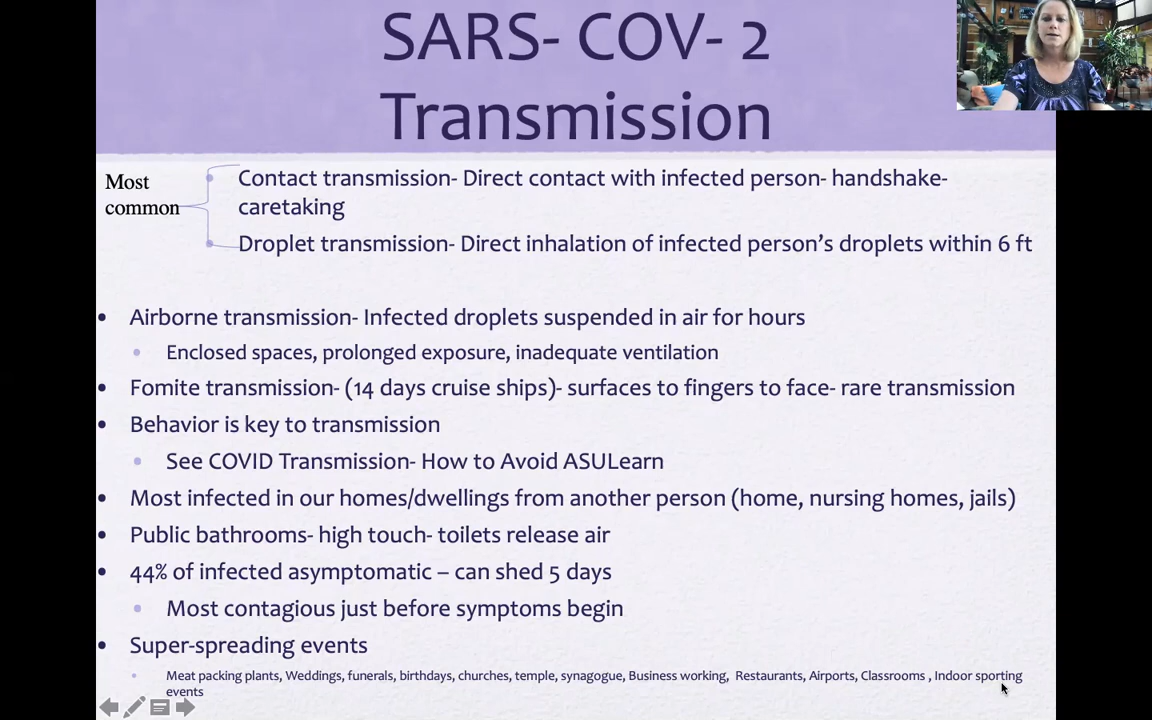 SARS- COV- 2
Transmission
Most
common
Contact transmission- Direct contact with infected person- handshake-
caretaking
Droplet transmission- Direct inhalation of infected person’s droplets within 6 ft
Airborne transmission- Infected droplets suspended in air for hours
Enclosed spaces, prolonged exposure, inadequate ventilation
Fomite transmission- (14 days cruise ships)- surfaces to fingers to face- rare transmission
Behavior is key to transmission
See COVID Transmission- How to Avoid ASULearn
Most infected in our homes/dwellings from another person (home, nursing homes, jails)
Public bathrooms- high touch- toilets release air
44% of infected asymptomatic – can shed 5 days
Most contagious just before symptoms begin
Super-spreading events
Meat packing plants, Weddings, funerals, birthdays, churches, temple, synagogue, Business working, Restaurants, Airports, Classrooms , Indoor sporting
events